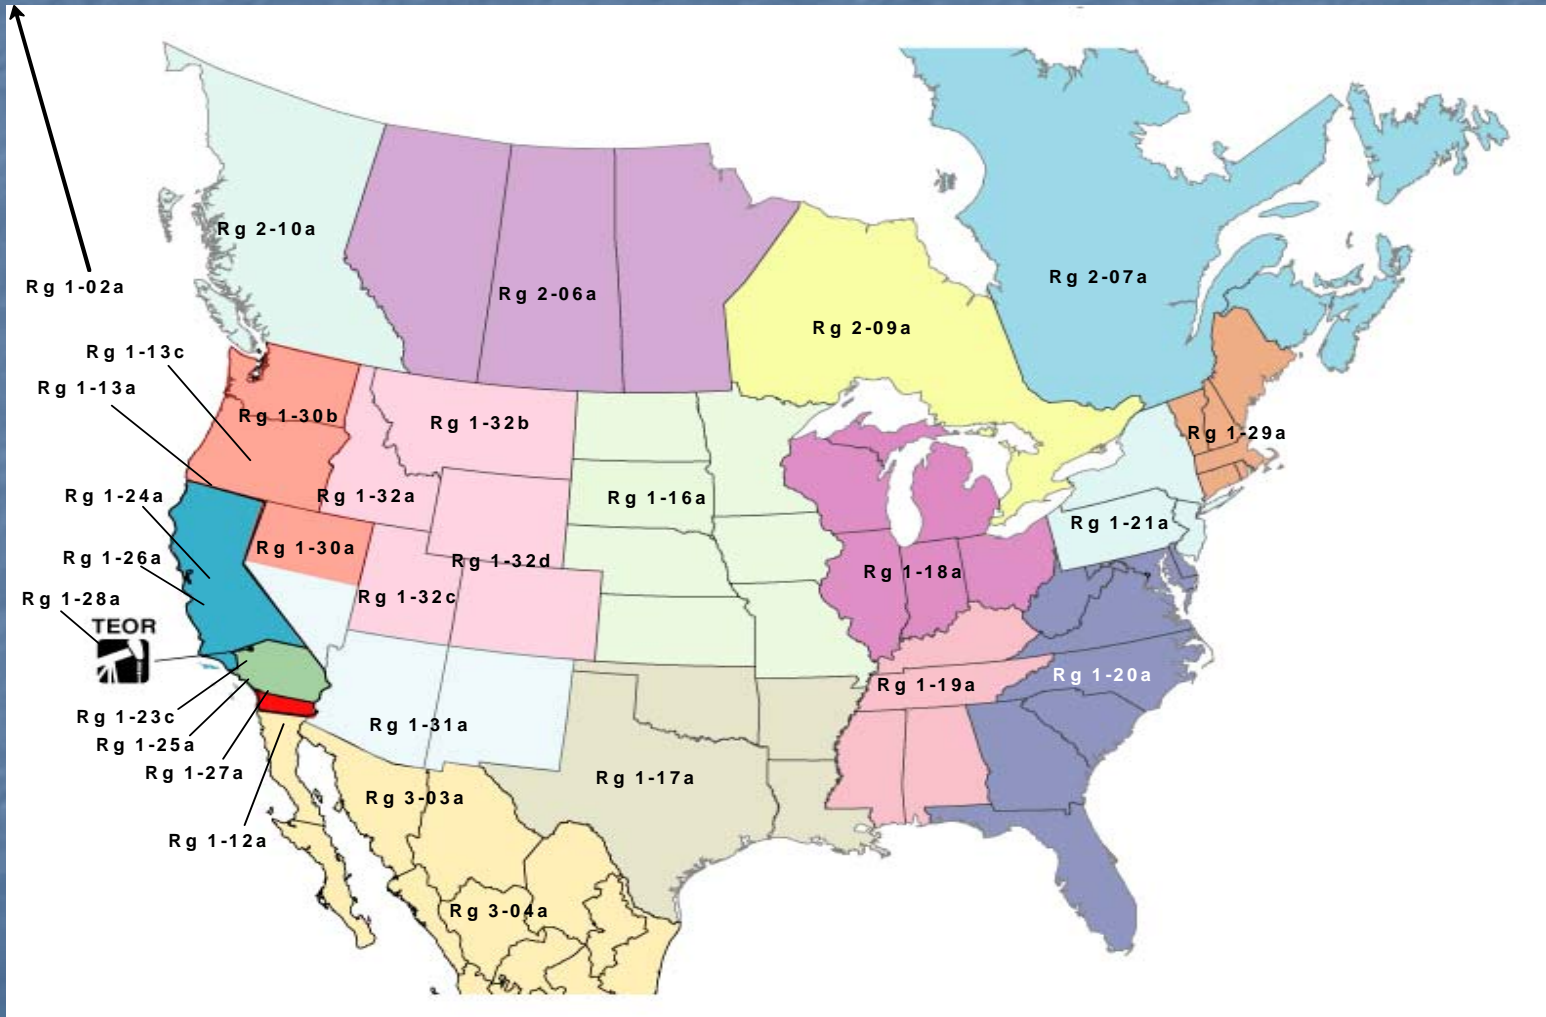 Rg 2-10a
Rg 1-02a
Rg 2-06a
Rg 2-07a
Rg 2-09a
Rg 1-13c
Rg 1-13a
Rg 1-30b
Rg 1-32b
Rg 1-29a
Rg 1-24a
Rg 1-32a
Rg 1-16a
Rg 1-21a
Rg 1-26a
Rg 1-30a
Rg 1-32d
Rg 1-18a
Rg 1-28a
Rg 1-32c
TEOR
Rg 1-19a
Rg 1-20a
Rg 1-23c
Rg 1-31a
Rg 1-25a
Rg 1-27a
Rg 1-17a
Rg 3-03a
Rg 1-12a
Rg 3-04a